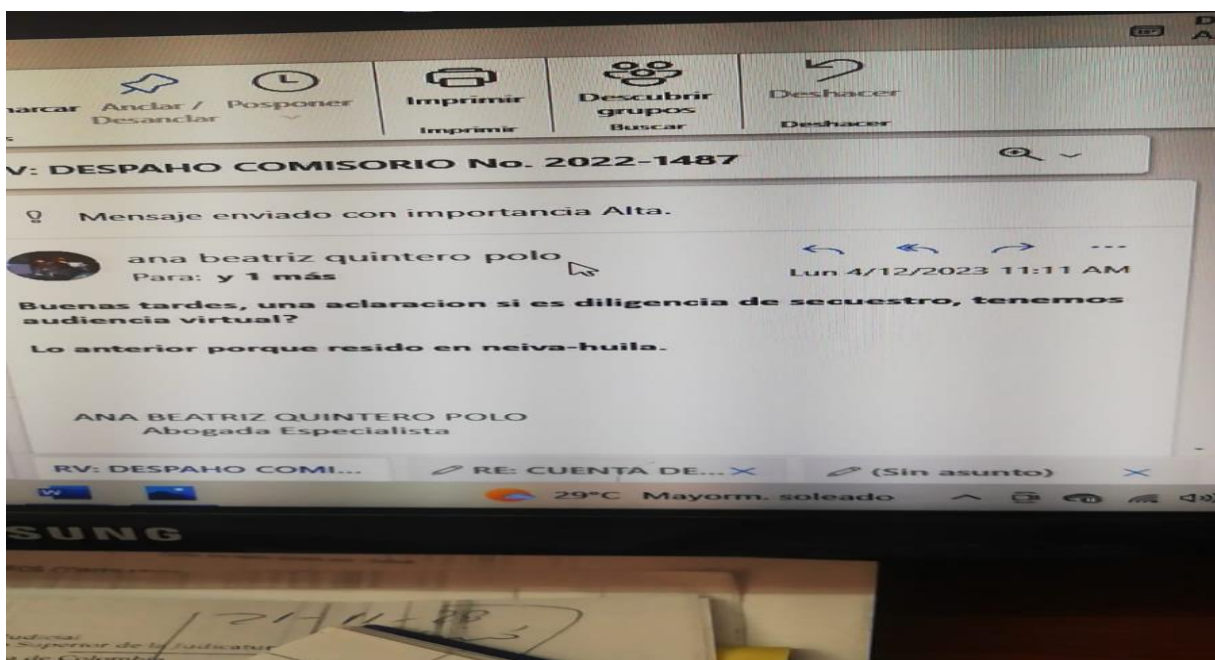 arcar Anclar / Desanclar Posponer Imprimir Descubrir grupos Deshacer
Imprimir Buscar Deshacer
V: DESPAHO COMISORIO No. 2022-1487
Mensaje enviado con importancia Alta.
ana beatriz quintero polo
Para: y 1 más
Lun 4/12/2023 11:11 AM
Buenas tardes, una aclaracion si es diligencia de secuestro, tenemos
audiencia virtual?
Lo anterior porque resido en neiva-huila.
ANA BEATRIZ QUINTERO POLO
Abogada Especialista
RV: DESPAHO COMI... RE: CUENTA DE... (Sin asunto)
29°C Mayorm. soleado
SUNG
Superior de la Judicatur
de Colombia